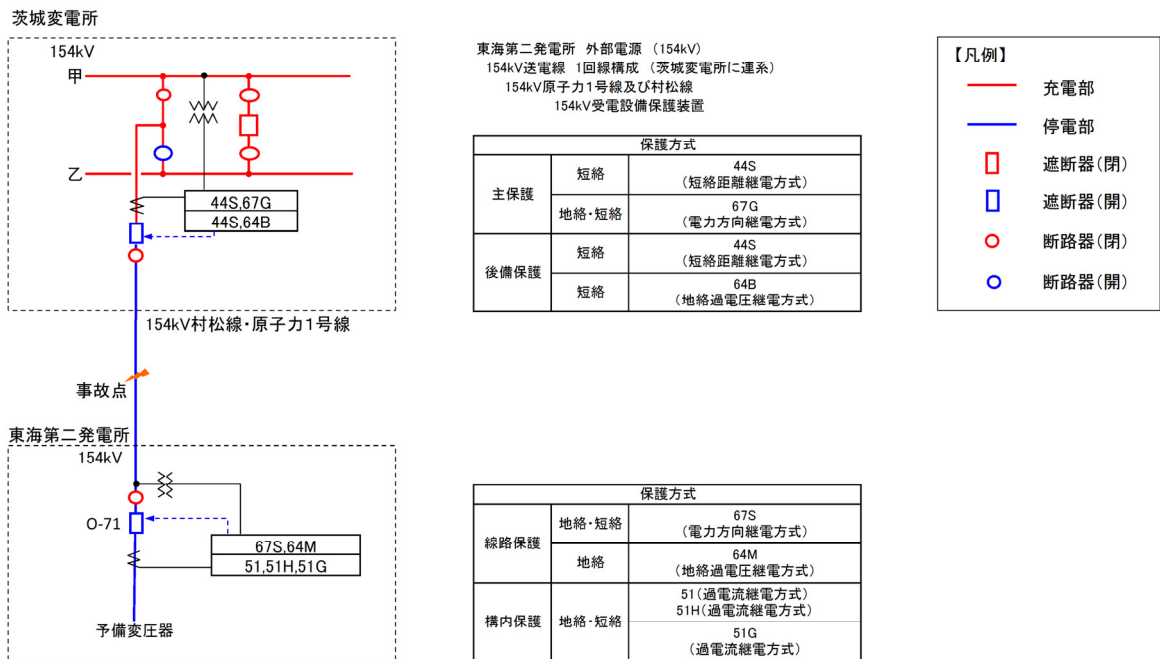 茨城変電所
154kV
甲
乙
44S,67G
44S,64B
154kV村松線・原子力1号線
事故点
東海第二発電所
154kV
O-71
67S,64M
51,51H,51G
予備変圧器
東海第二発電所 外部電源 (154kV)
154kV送電線 1回線構成 (茨城変電所に連系)
154kV原子力1号線及び村松線
154kV受電設備保護装置
保護方式
主保護
短絡
44S
(短絡距離継電方式)
地絡・短絡
67G
(電力方向継電方式)
後備保護
短絡
44S
(短絡距離継電方式)
短絡
64B
(地絡過電圧継電方式)
保護方式
線路保護
地絡・短絡
67S
(電力方向継電方式)
地絡
64M
(地絡過電圧継電方式)
構内保護
地絡・短絡
51(過電流継電方式)
51H(過電流継電方式)
51G
(過電流継電方式)
【凡例】
充電部
停電部
遮断器(閉)
遮断器(開)
断路器(閉)
断路器(開)